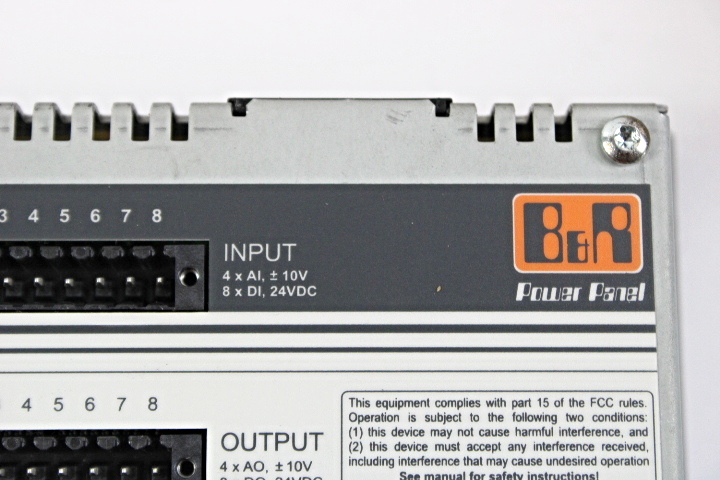 3 4 5 6 7 8
INPUT
4 x AI, ± 10V
8 x DI, 24VDC
B&R
Power Panel
4 5 6 7 8
OUTPUT
4 x AO, ± 10V
8 x DO, 24VDC
This equipment complies with part 15 of the FCC rules.
Operation is subject to the following two conditions:
(1) this device may not cause harmful interference, and
(2) this device must accept any interference received,
including interference that may cause undesired operation
See manual for safety instructions!